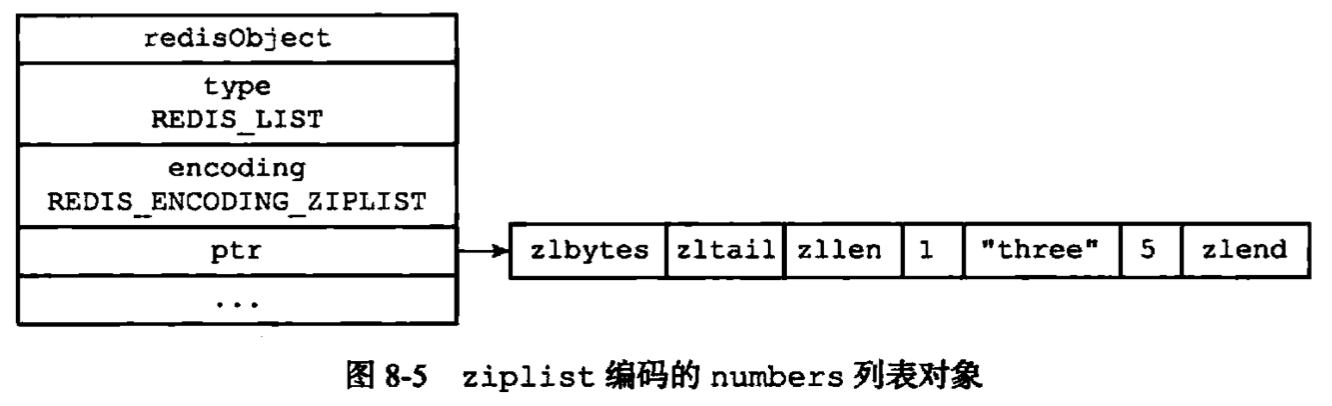 redisObject
type
REDIS_LIST
encoding
REDIS_ENCODING_ZIPLIST
ptr
zlbytes zltail zllen 1 "three" 5 zlend
...
图 8-5 ziplist 编码的 numbers 列表对象